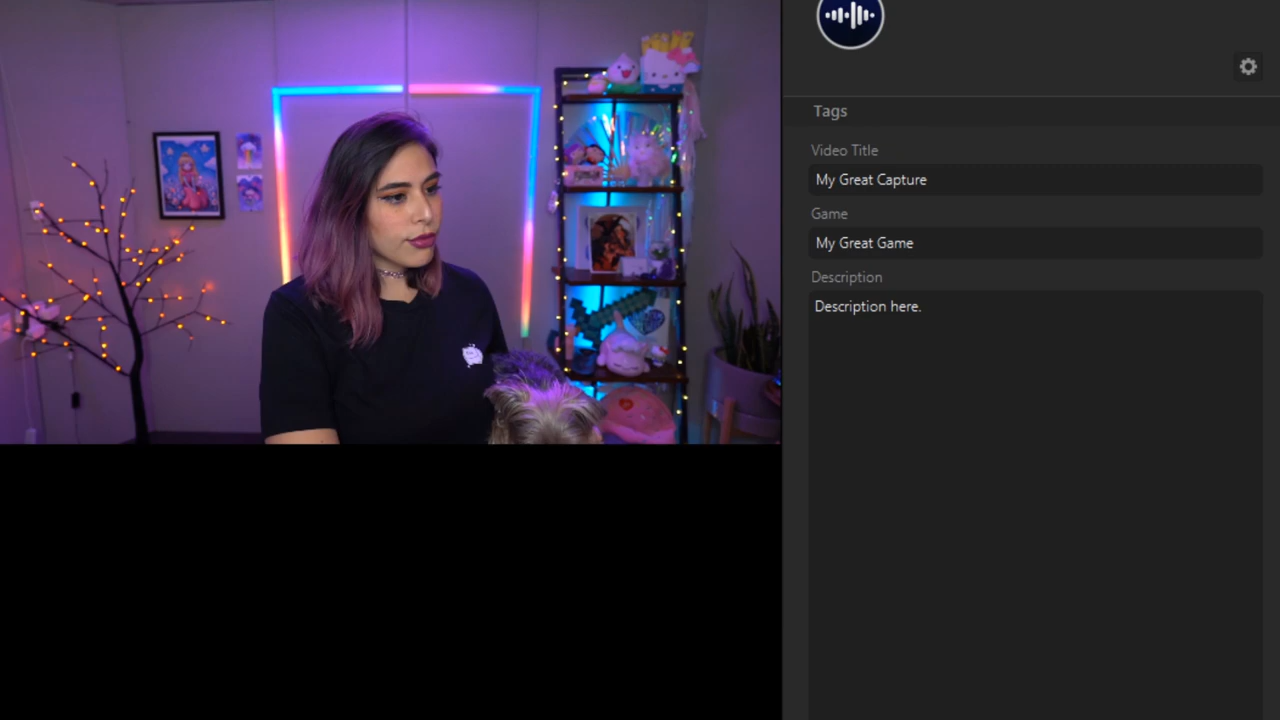 Tags
Video Title
My Great Capture
Game
My Great Game
Description
Description here.